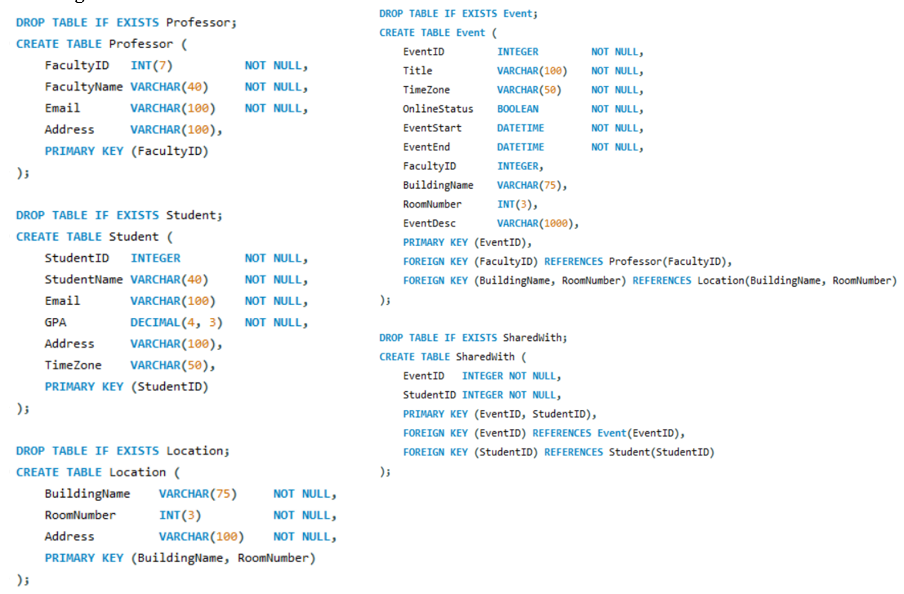 DROP TABLE IF EXISTS Professor;
CREATE TABLE Professor (
FacultyID INT(7) NOT NULL,
FacultyName VARCHAR(40) NOT NULL,
Email VARCHAR(100) NOT NULL,
Address VARCHAR(100),
PRIMARY KEY (FacultyID)
);
DROP TABLE IF EXISTS Student;
CREATE TABLE Student (
StudentID INTEGER NOT NULL,
StudentName VARCHAR(40) NOT NULL,
Email VARCHAR(100) NOT NULL,
GPA DECIMAL(4, 3) NOT NULL,
Address VARCHAR(100),
TimeZone VARCHAR(50),
PRIMARY KEY (StudentID)
);
DROP TABLE IF EXISTS Location;
CREATE TABLE Location (
BuildingName VARCHAR(75) NOT NULL,
RoomNumber INT(3) NOT NULL,
Address VARCHAR(100) NOT NULL,
PRIMARY KEY (BuildingName, RoomNumber)
);
DROP TABLE IF EXISTS Event;
CREATE TABLE Event (
EventID INTEGER NOT NULL,
Title VARCHAR(100) NOT NULL,
TimeZone VARCHAR(50) NOT NULL,
OnlineStatus BOOLEAN NOT NULL,
EventStart DATETIME NOT NULL,
EventEnd DATETIME NOT NULL,
FacultyID INTEGER,
BuildingName VARCHAR(75),
RoomNumber INT(3),
EventDesc VARCHAR(1000),
PRIMARY KEY (EventID),
FOREIGN KEY (FacultyID) REFERENCES Professor(FacultyID),
FOREIGN KEY (BuildingName, RoomNumber) REFERENCES Location(BuildingName, RoomNumber)
);
DROP TABLE IF EXISTS SharedWith;
CREATE TABLE SharedWith (
EventID INTEGER NOT NULL,
StudentID INTEGER NOT NULL,
PRIMARY KEY (EventID, StudentID),
FOREIGN KEY (EventID) REFERENCES Event(EventID),
FOREIGN KEY (StudentID) REFERENCES Student(StudentID)
);